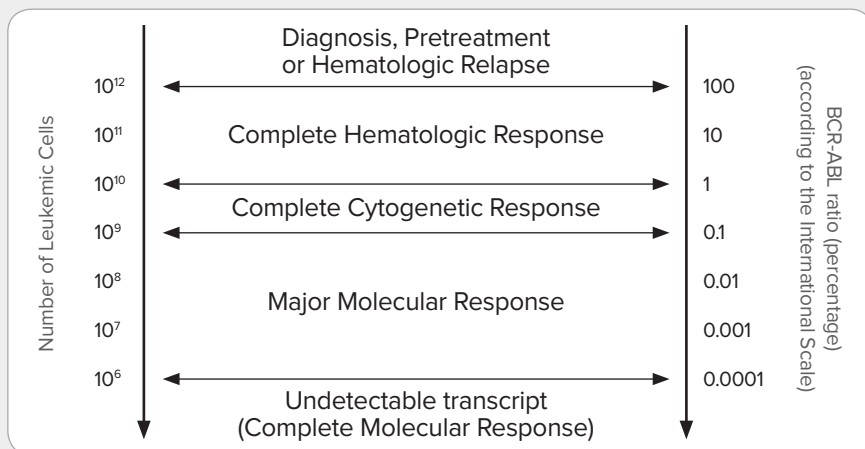 Diagnosis, Pretreatment
or Hematologic Relapse
Number of Leukemic Cells
10¹²
100
10¹¹
Complete Hematologic Response
10
10¹⁰
1
Complete Cytogenetic Response
10⁹
0.1
10⁸
0.01
Major Molecular Response
10⁷
0.001
10⁶
0.0001
Undetectable transcript
(Complete Molecular Response)
BCR-ABL ratio (percentage)
(according to the International Scale)